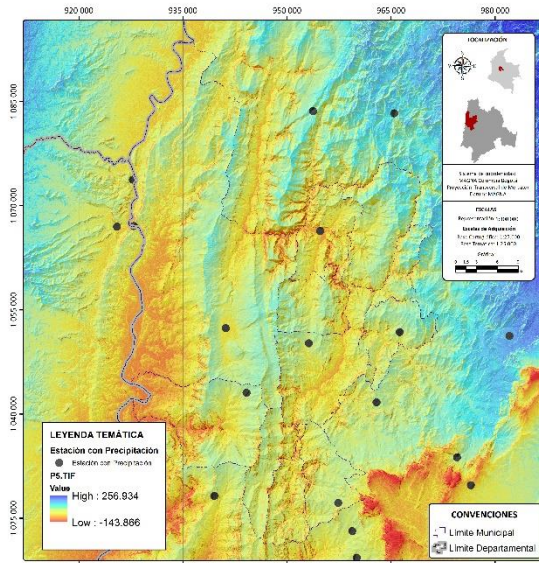 920 000 935 000 950 000 965 000 980 000
1 085 000
1 070 000
1 055 000
1 040 000
1 025 000
LOCALIZACIÓN
LEYENDA TEMÁTICA
Estación con Precipitación
Estación con Precipitación
P5.TIF
Value
High : 256.934
Low : -143.866
CONVENCIONES
Límite Municipal
Límite Departamental